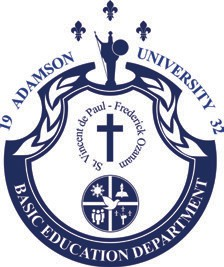 19 ADAMSON UNIVERSITY 32
St. Vincent de Paul - Frederick Ozanam
BASIC EDUCATION DEPARTMENT